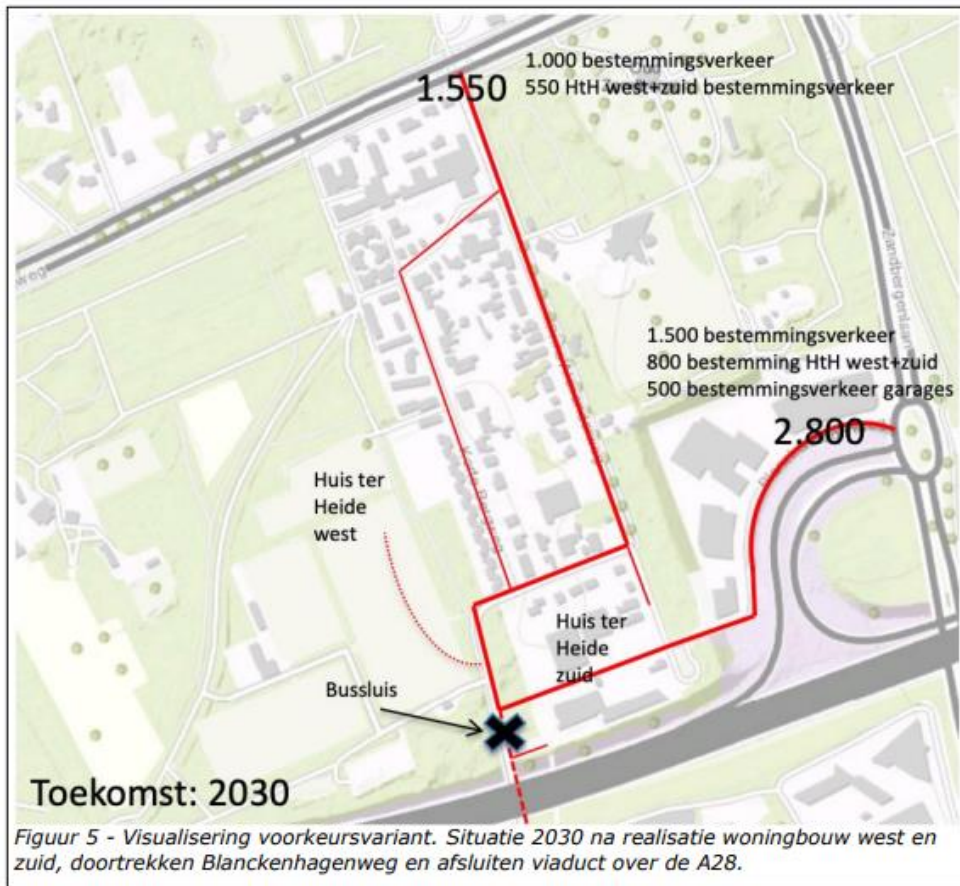 1.550
1.000 bestemmingsverkeer
550 HtH west+zuid bestemmingsverkeer
weg
Zandbergenlaan
1.500 bestemmingsverkeer
800 bestemming HtH west+zuid
500 bestemmingsverkeer garages
2.800
Huis ter
Heide
west
Huis ter
Heide
zuid
Bussluis
Toekomst: 2030
Figuur 5 - Visualisering voorkeursvariant. Situatie 2030 na realisatie woningbouw west en
zuid, doortrekken Blanckenhagenweg en afsluiten viaduct over de A28.